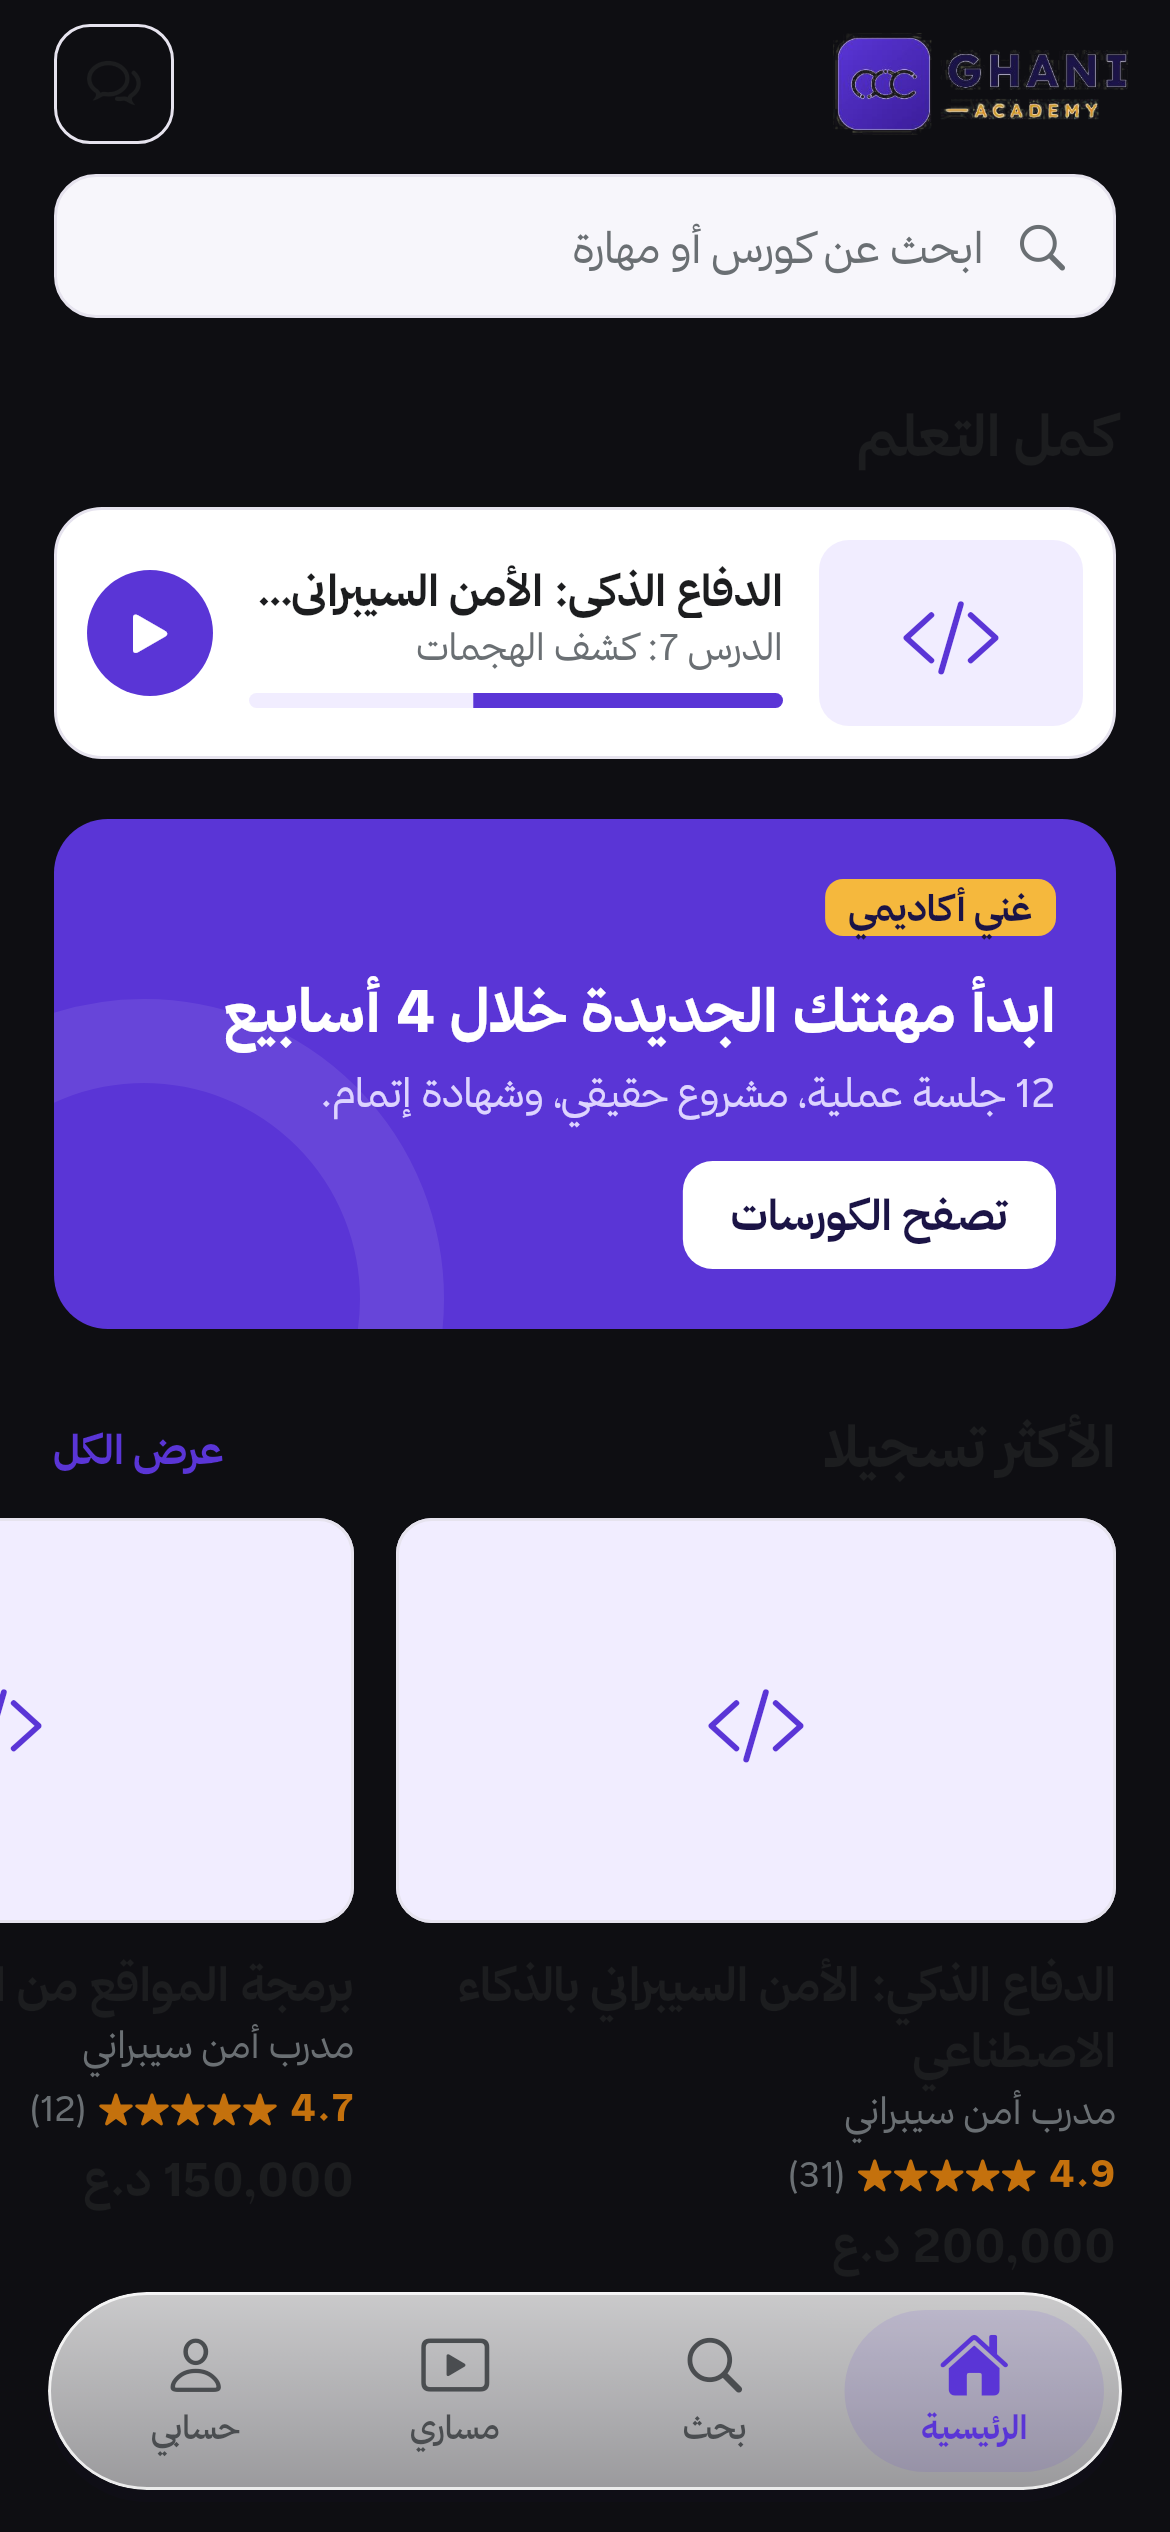 GHANI
ACADEMY
ابحث عن كورس أو مهارة
كمل التعلم
الدفاع الذكي: الأمن السيبراني...
الدرس 7: كشف الهجمات
غني أكاديمي
ابدأ مهنتك الجديدة خلال 4 أسابيع
12 جلسة عملية، مشروع حقيقي، وشهادة إتمام.
تصفح الكورسات
الأكثر تسجيلا
عرض الكل
الدفاع الذكي: الأمن السيبراني بالذكاء
الاصطناعي
مدرب أمن سيبراني
4.9 (31)
200,000 د.ع
برمجة المواقع من
مدرب أمن سيبراني
4.7 (12)
150,000 د.ع
الرئيسية
بحث
مساري
حسابي